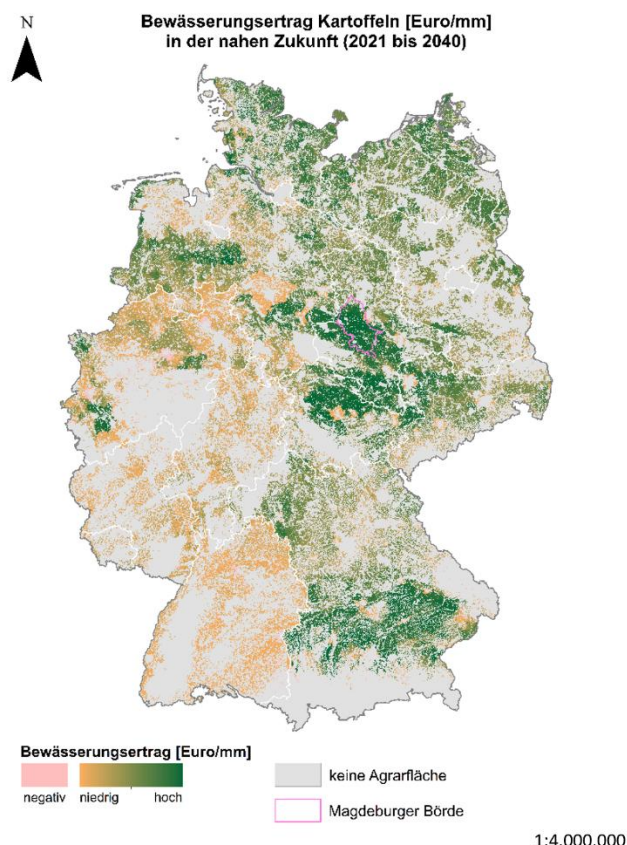 N
Bewässerungsertrag Kartoffeln [Euro/mm]
in der nahen Zukunft (2021 bis 2040)
Bewässerungsertrag [Euro/mm]
negativ niedrig hoch
keine Agrarfläche
Magdeburger Börde
1:4.000.000